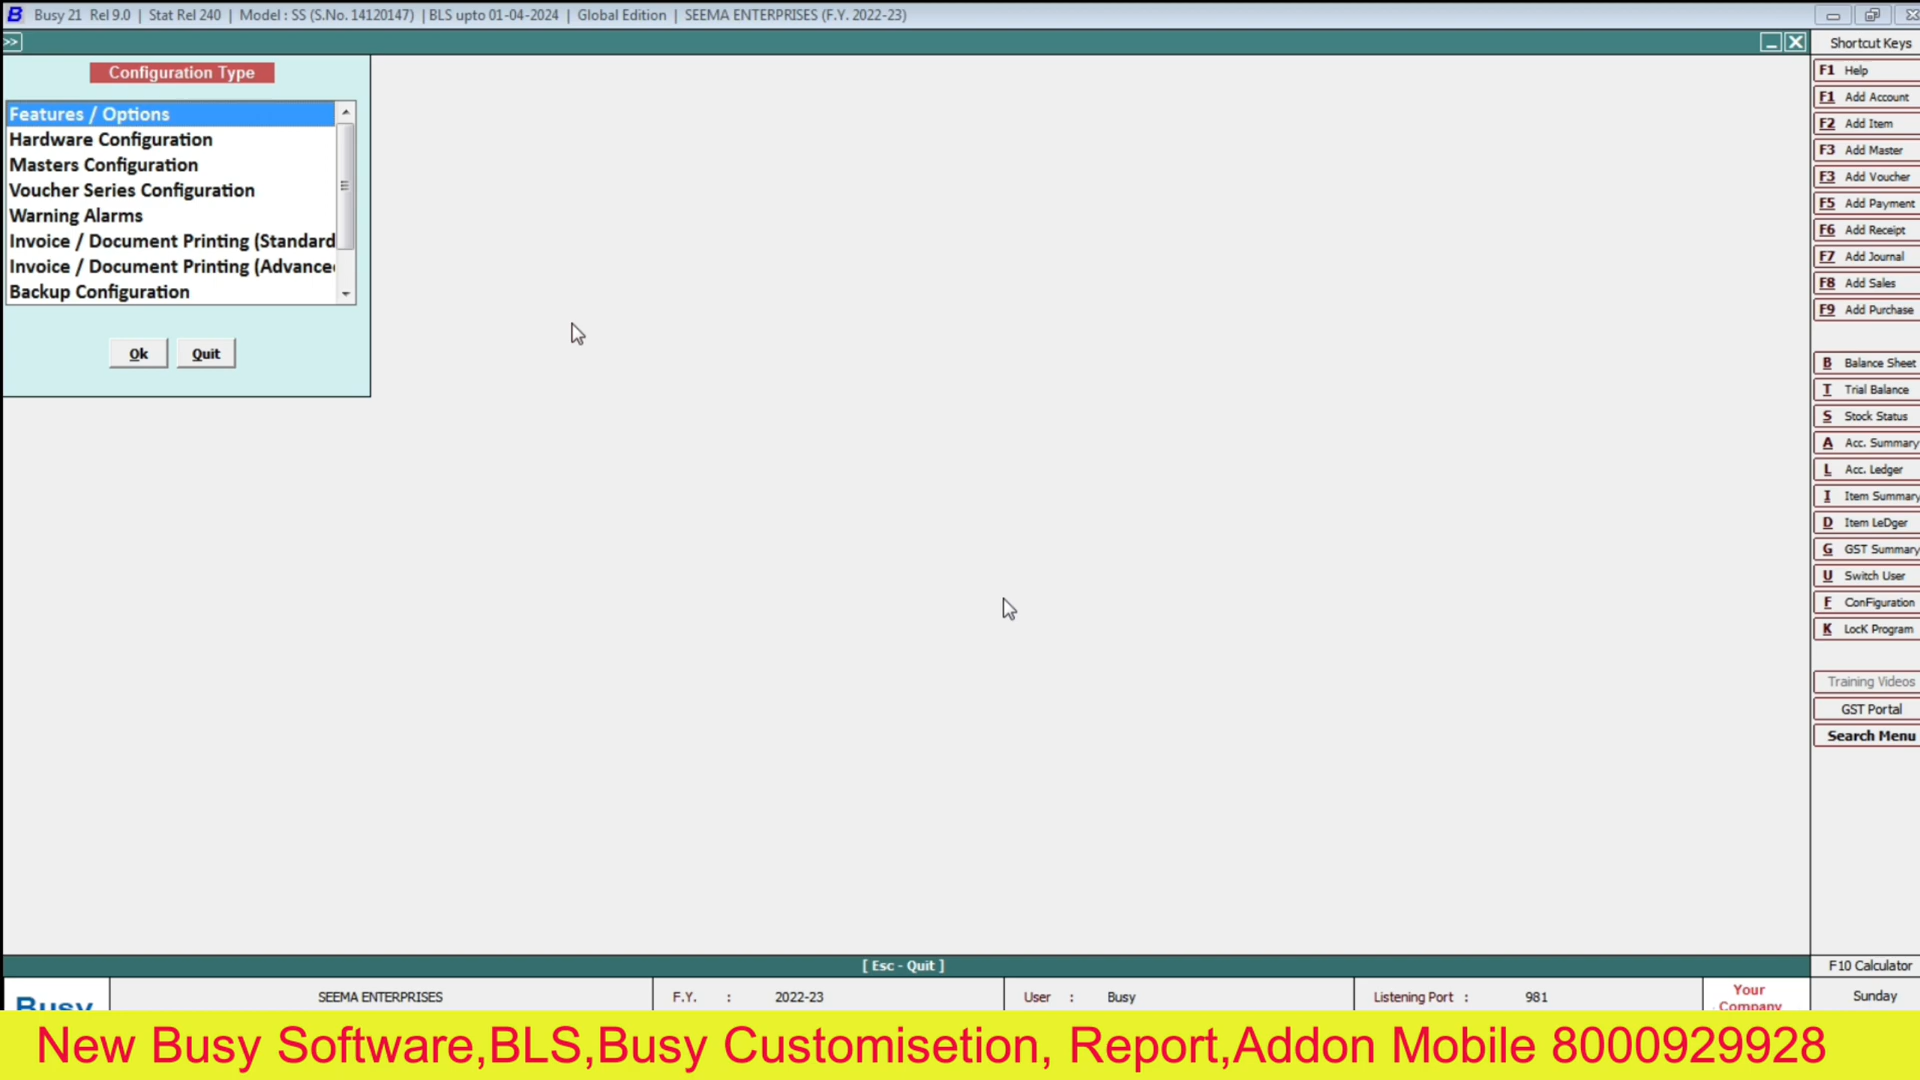 Busy 21 Rel 9.0 | Stat Rel 240 | Model : SS (S.No. 14120147) | BLS upto 01-04-2024 | Global Edition | SEEMA ENTERPRISES (F.Y. 2022-23)
>>
Configuration Type
Features / Options
Hardware Configuration
Masters Configuration
Voucher Series Configuration
Warning Alarms
Invoice / Document Printing (Standard
Invoice / Document Printing (Advance
Backup Configuration
Ok Quit
Shortcut Keys
F1 Help
F1 Add Account
F2 Add Item
F3 Add Master
F3 Add Voucher
F5 Add Payment
F6 Add Receipt
F7 Add Journal
F8 Add Sales
F9 Add Purchase
B Balance Sheet
T Trial Balance
S Stock Status
A Acc. Summary
L Acc. Ledger
I Item Summary
D Item LeDger
G GST Summary
U Switch User
F ConFiguration
K LocK Program
Training Videos
GST Portal
Search Menu
[ Esc - Quit ]
F10 Calculator
Busy
SEEMA ENTERPRISES
F.Y. : 2022-23
User : Busy
Listening Port : 981
Your
Company
Sunday
New Busy Software,BLS,Busy Customisetion, Report,Addon Mobile 8000929928